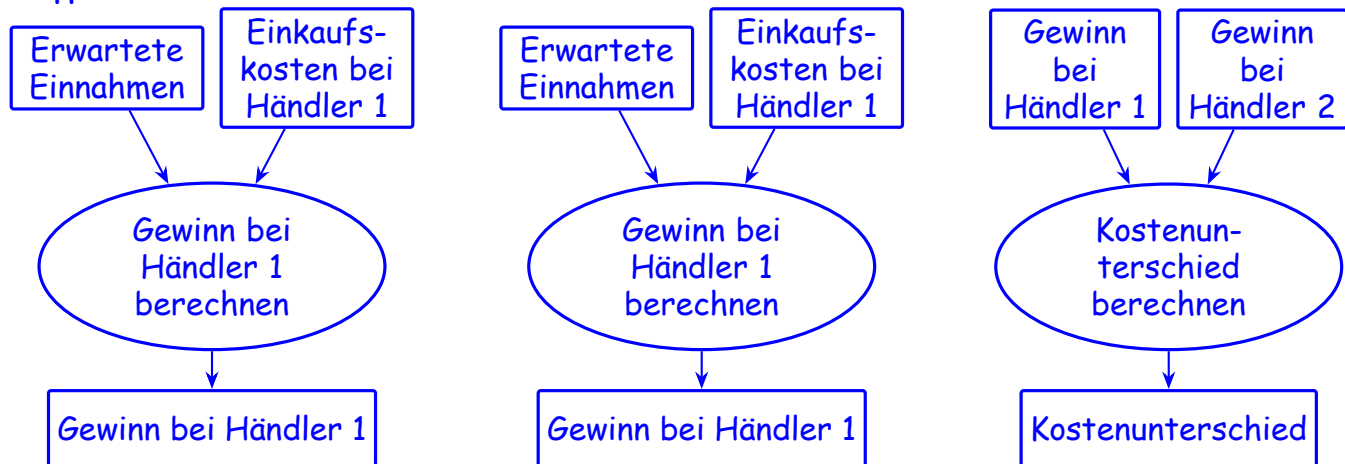 Erwartete
Einnahmen
Einkaufs-
kosten bei
Händler 1
Gewinn bei
Händler 1
berechnen
Gewinn bei Händler 1
Erwartete
Einnahmen
Einkaufs-
kosten bei
Händler 1
Gewinn bei
Händler 1
berechnen
Gewinn bei Händler 1
Gewinn
bei
Händler 1
Gewinn
bei
Händler 2
Kostenun-
terschied
berechnen
Kostenunterschied